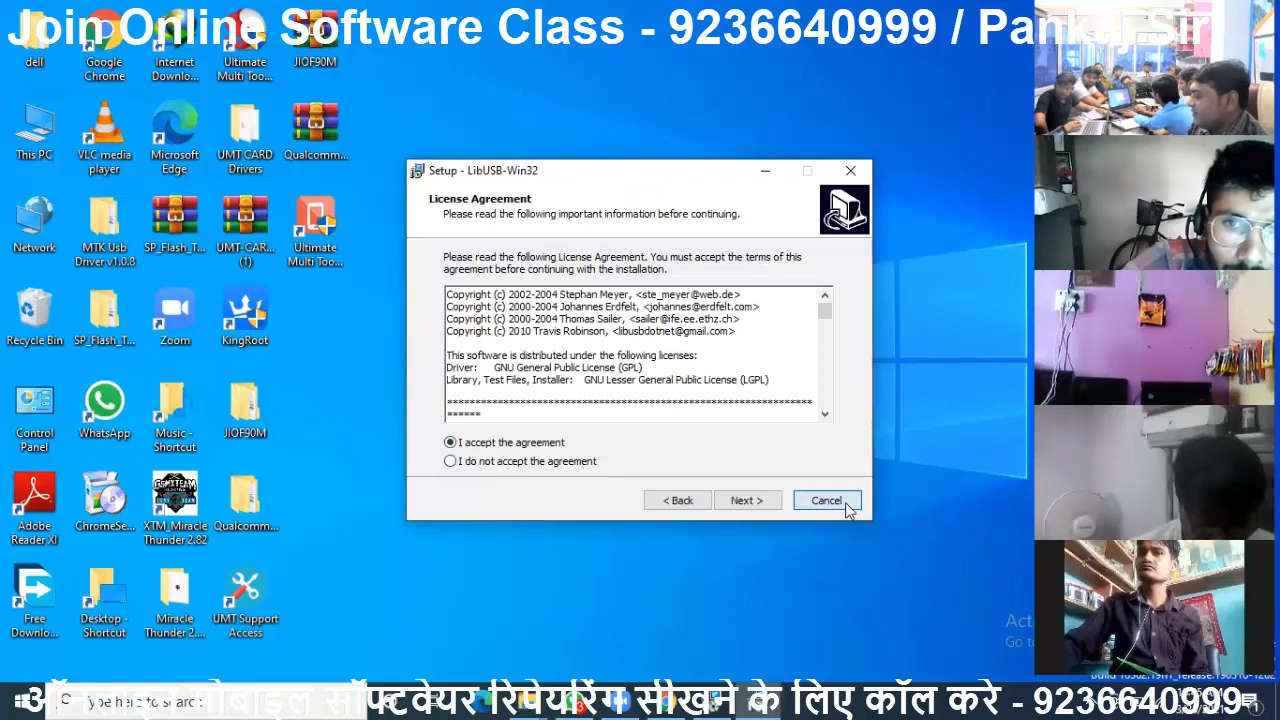 Join Online Software Class - 9236640999 / Pankaj Sir
dell
Google Chrome
Internet Downlo...
Ultimate Multi Too...
JIOF90M
This PC
VLC media player
Microsoft Edge
UMT CARD Drivers
Qualcomm...
Network
MTK Usb Driver v1.0.8
SP_Flash_T...
UMT-CAR... (1)
Ultimate Multi Too...
Recycle Bin
SP_Flash_T...
Zoom
KingRoot
Control Panel
WhatsApp
Music - Shortcut
JIOF90M
Adobe Reader XI
ChromeSe...
XTM_Miracle Thunder 2.82
Qualcomm...
Free Downlo...
Desktop - Shortcut
Miracle Thunder 2....
UMT Support Access
Setup - LibUSB-Win32
License Agreement
Please read the following important information before continuing.
Please read the following License Agreement. You must accept the terms of this
agreement before continuing with the installation.
Copyright (c) 2002-2004 Stephan Meyer, <ste_meyer@web.de>
Copyright (c) 2000-2004 Johannes Erdfelt, <johannes@erdfelt.com>
Copyright (c) 2000-2004 Thomas Sailer, <sailer@ife.ee.ethz.ch>
Copyright (c) 2010 Travis Robinson, <libusbdotnet@gmail.com>
This software is distributed under the following licenses:
Driver: GNU General Public License (GPL)
Library, Test Files, Installer: GNU Lesser General Public License (LGPL)
I accept the agreement
I do not accept the agreement
< Back
Next >
Cancel
Type here to search
ऑनलाइन मोबाइल सॉफ्टवेयर रिपेयरिंग सीखने के लिए कॉल करे - 9236640999